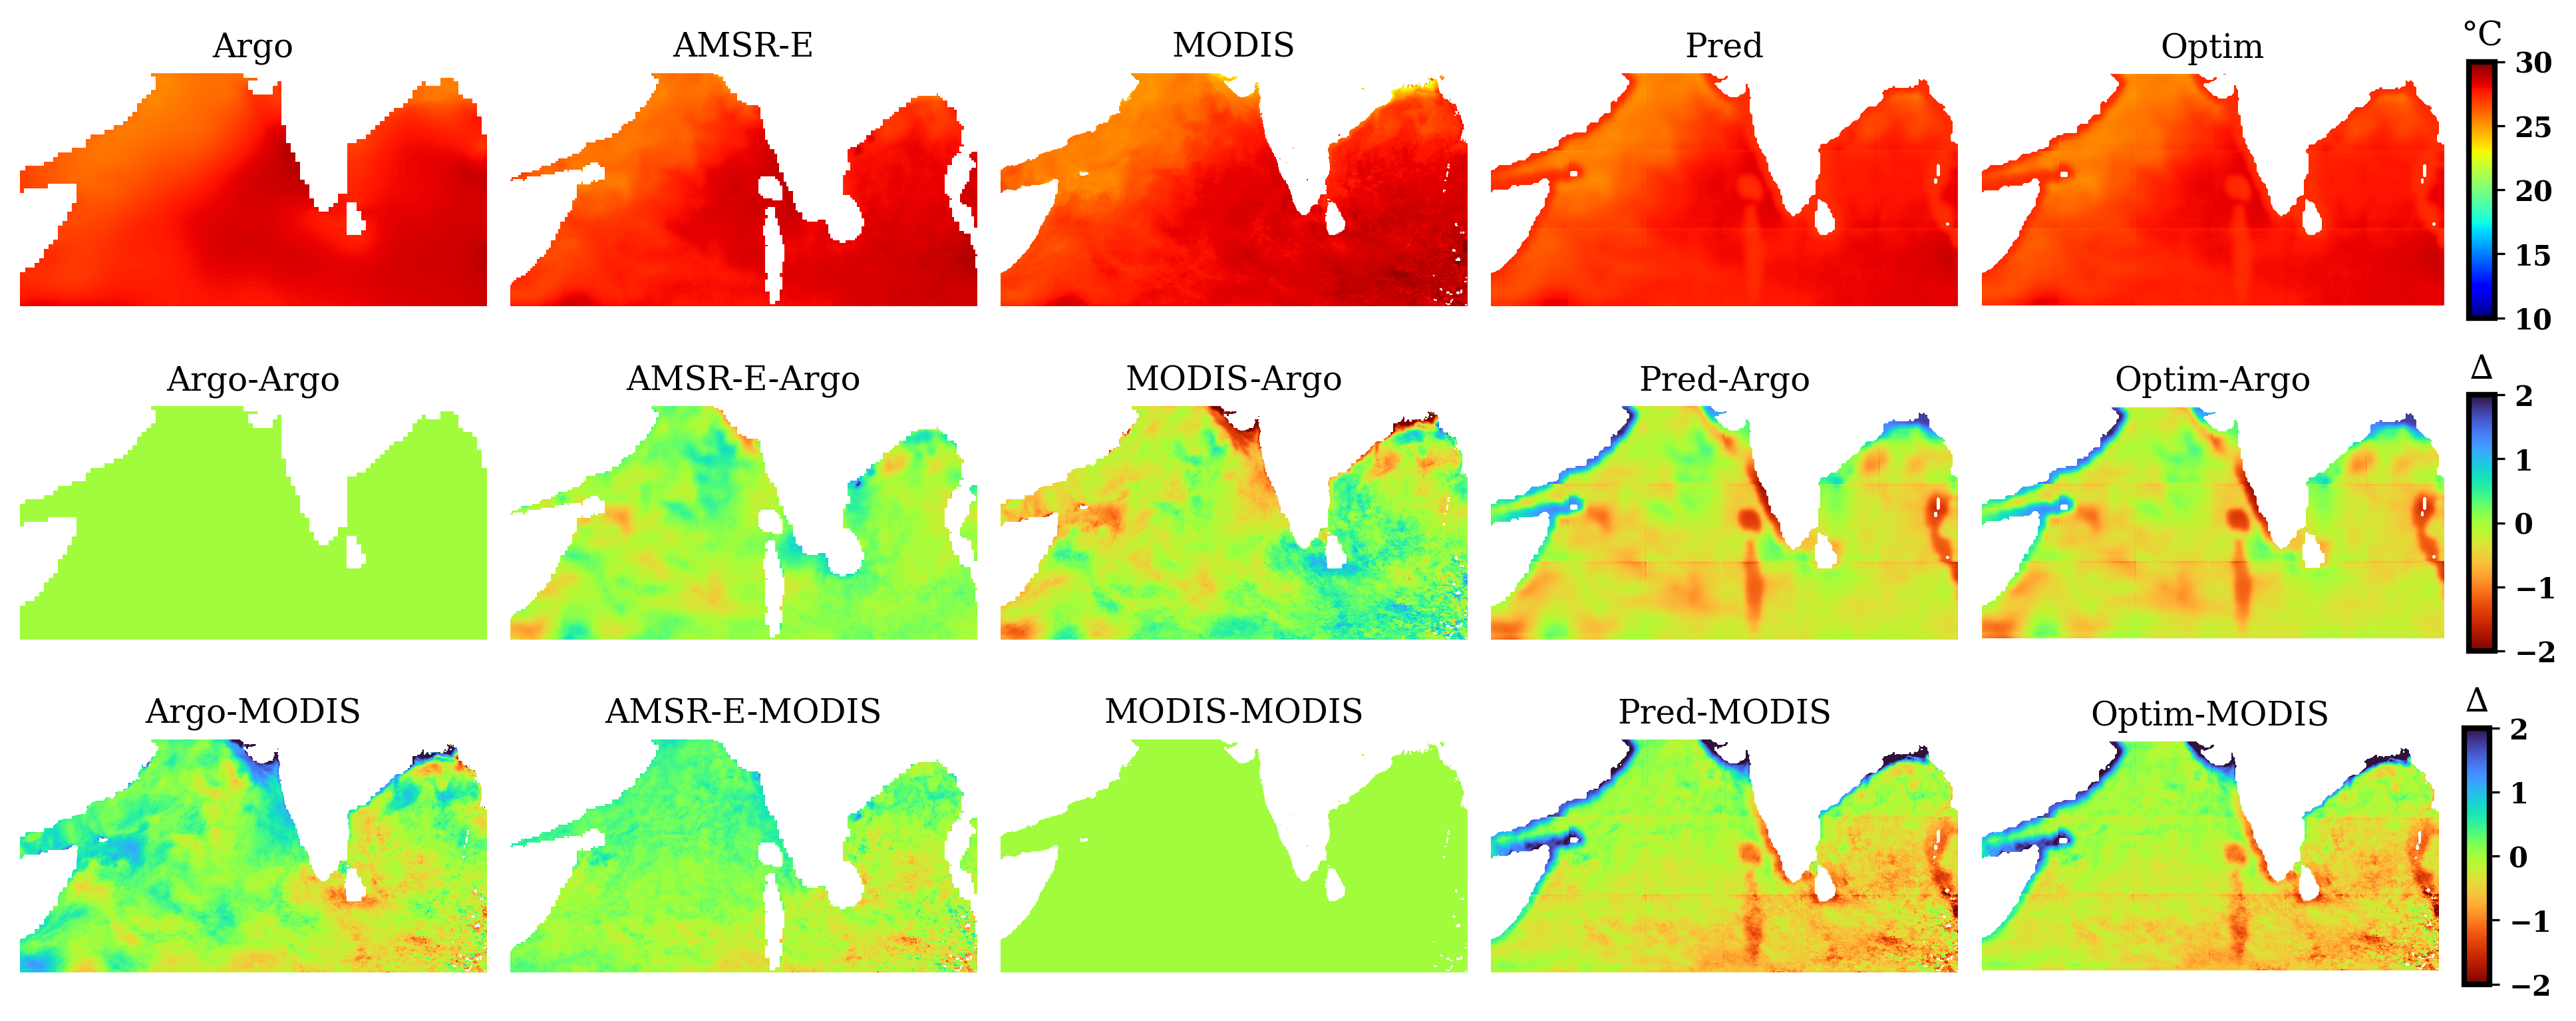 Argo
AMSR-E
MODIS
Pred
Optim
°C
30
25
20
15
10
Argo-Argo
AMSR-E-Argo
MODIS-Argo
Pred-Argo
Optim-Argo
Δ
2
1
0
−1
−2
Argo-MODIS
AMSR-E-MODIS
MODIS-MODIS
Pred-MODIS
Optim-MODIS
Δ
2
1
0
−1
−2